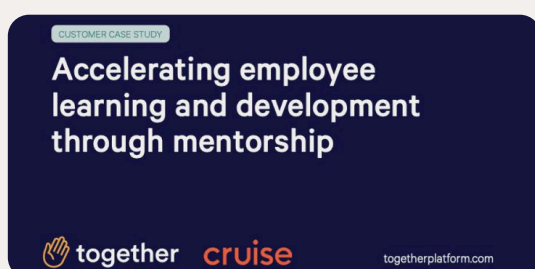 CUSTOMER CASE STUDY
Accelerating employee
learning and development
through mentorship
together cruise togetherplatform.com